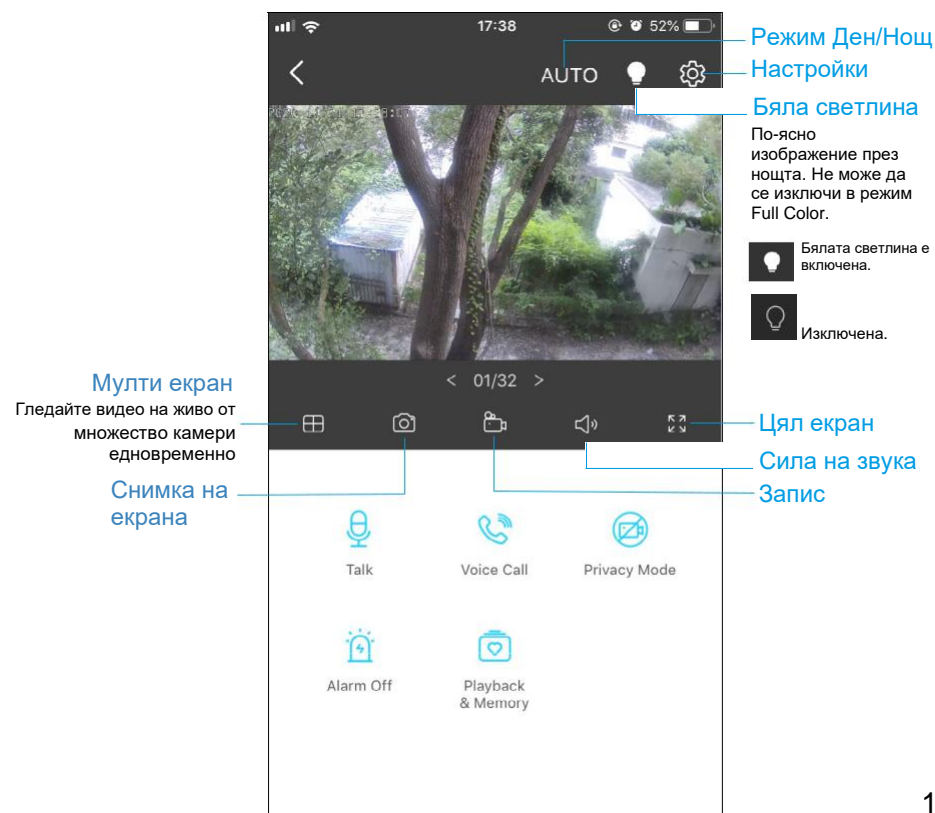 17:38
52%
AUTO
Режим Ден/Нощ
Настройки
Бяла светлина
По-ясно
изображение през
нощта. Не може да
се изключи в режим
Full Color.
Бялата светлина е
включена.
Изключена.
< 01/32 >
Мулти екран
Гледайте видео на живо от
множество камери
едновременно
Снимка на
екрана
Цял екран
Сила на звука
Запис
Talk
Voice Call
Privacy Mode
Alarm Off
Playback
& Memory
1